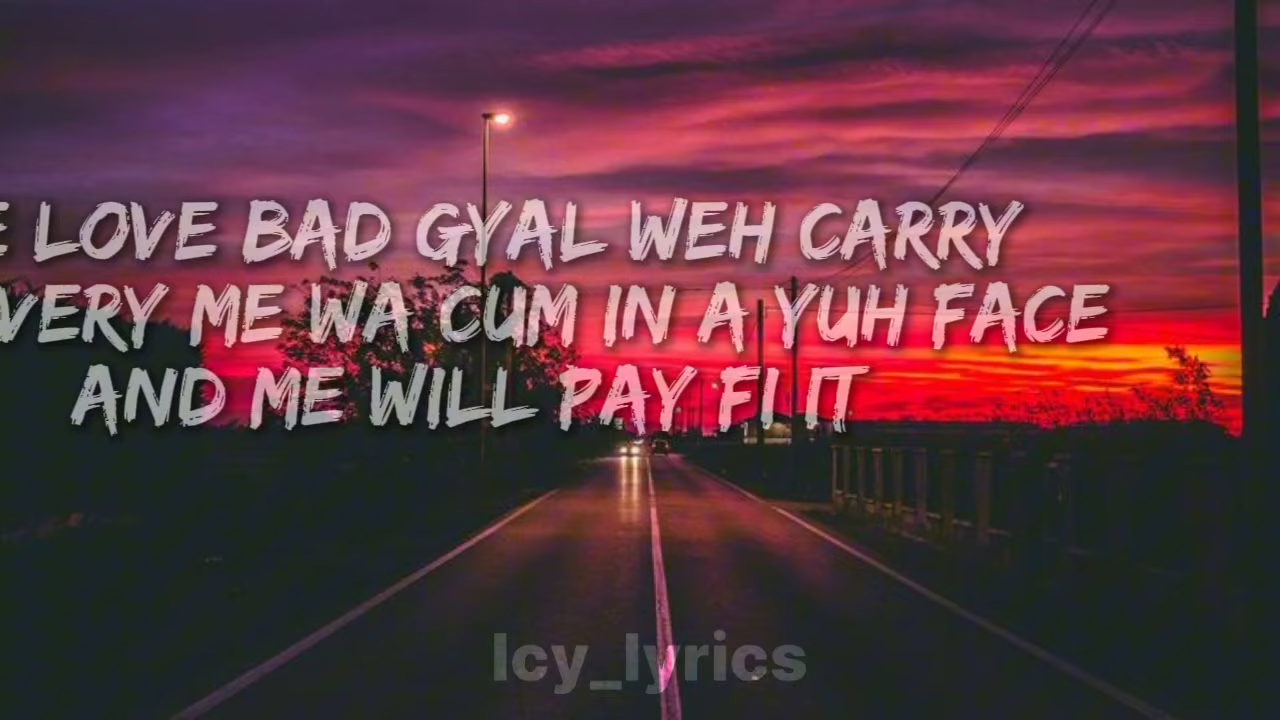 LOVE BAD GYAL WEH CARRY
VERY ME WA CUM IN A YUH FACE
AND ME WILL PAY FI IT
Icy_lyrics